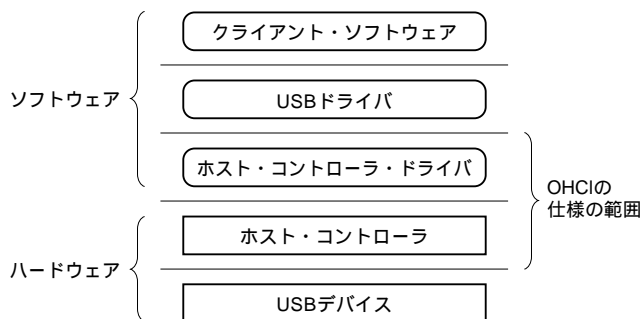 クライアント・ソフトウェア
ソフトウェア
USBドライバ
ホスト・コントローラ・ドライバ
OHCIの
仕様の範囲
ホスト・コントローラ
ハードウェア
USBデバイス